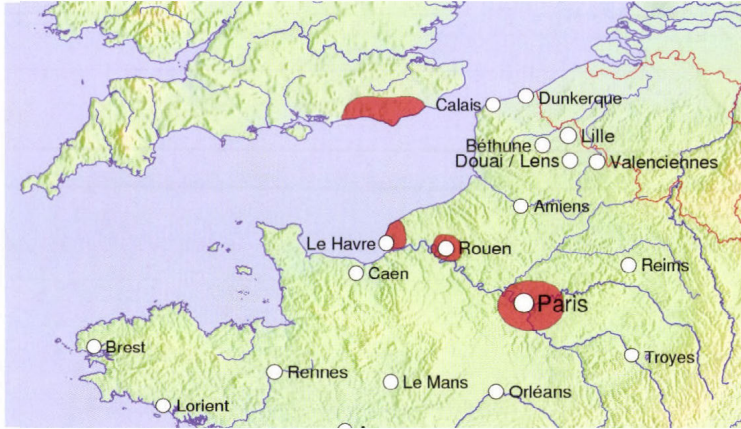 Calais
Dunkerque
Lille
Béthune
Douai / Lens
Valenciennes
Amiens
Le Havre
Rouen
Caen
Reims
Paris
Brest
Troyes
Rennes
Le Mans
Orléans
Lorient